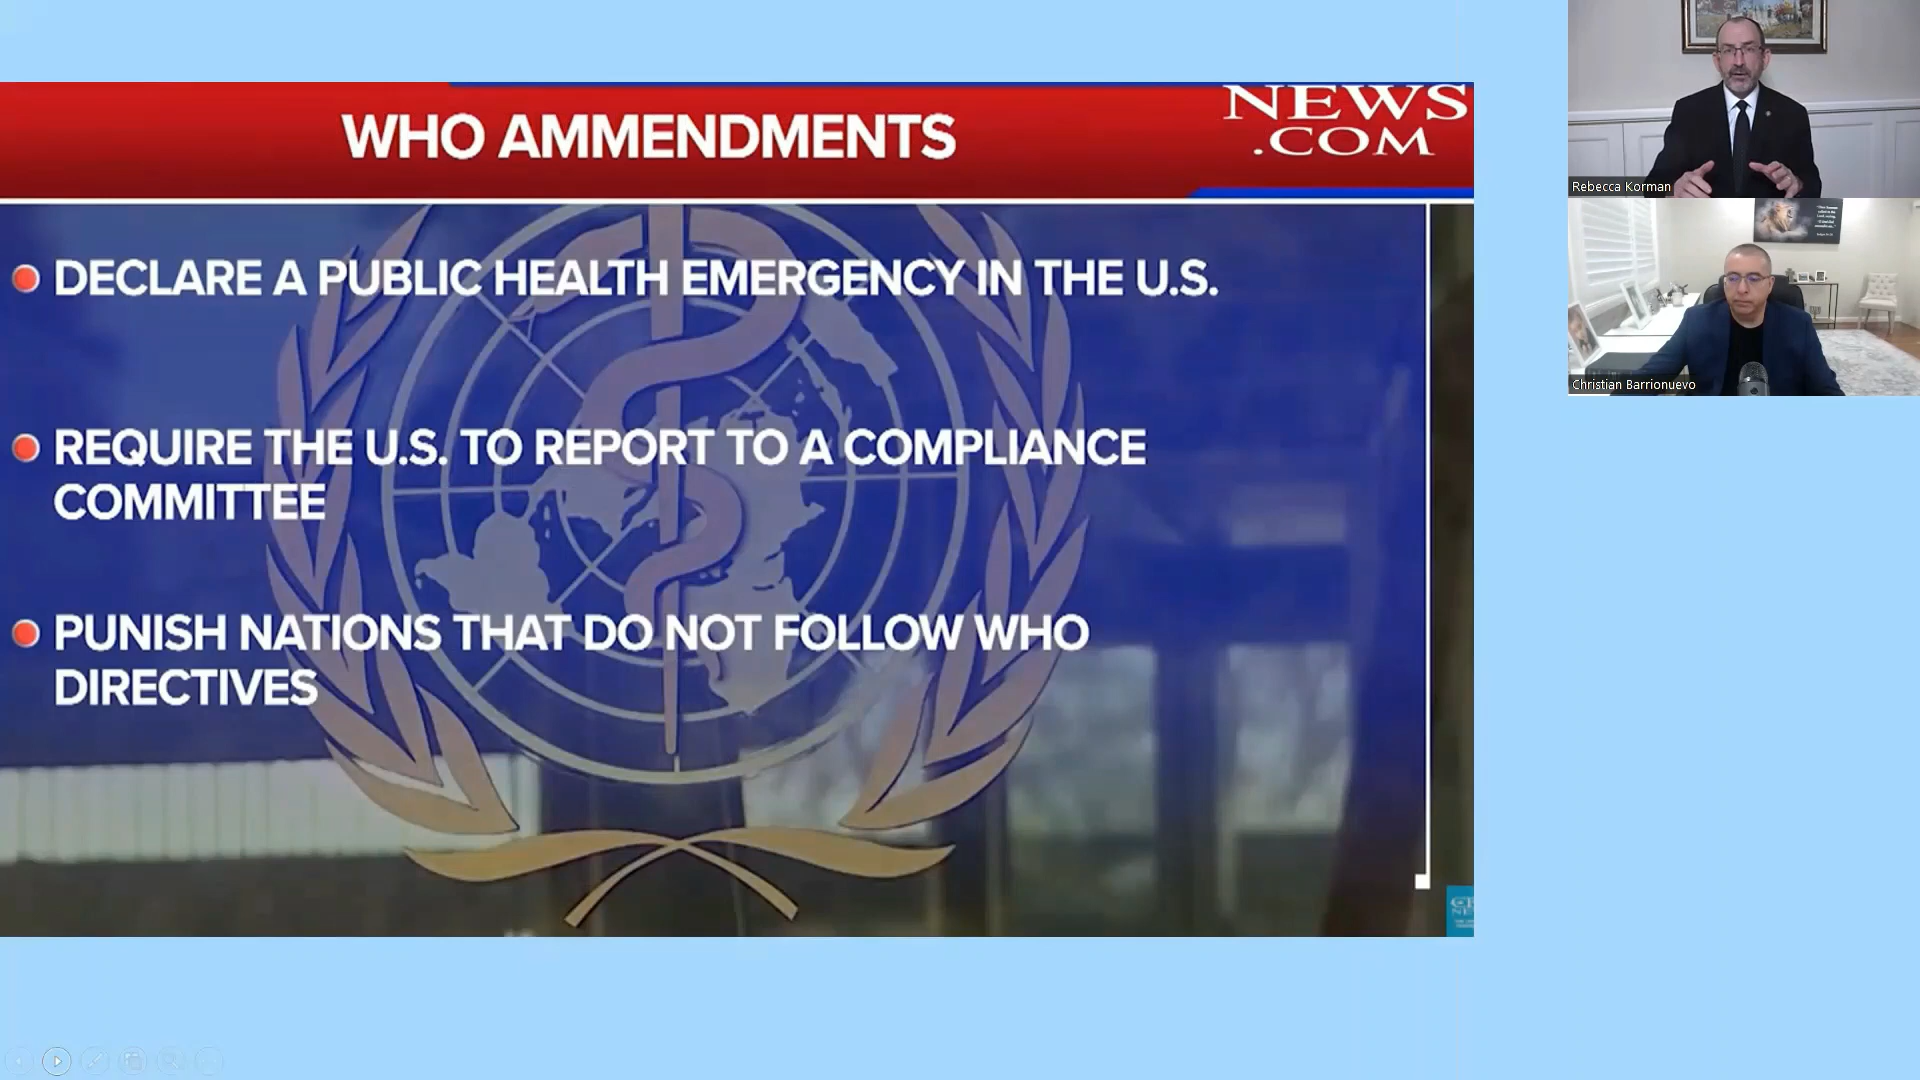 WHO AMMENDMENTS
NEWS
.COM
DECLARE A PUBLIC HEALTH EMERGENCY IN THE U.S.
REQUIRE THE U.S. TO REPORT TO A COMPLIANCE
COMMITTEE
PUNISH NATIONS THAT DO NOT FOLLOW WHO
DIRECTIVES
Rebecca Korman
Christian Barrionuevo